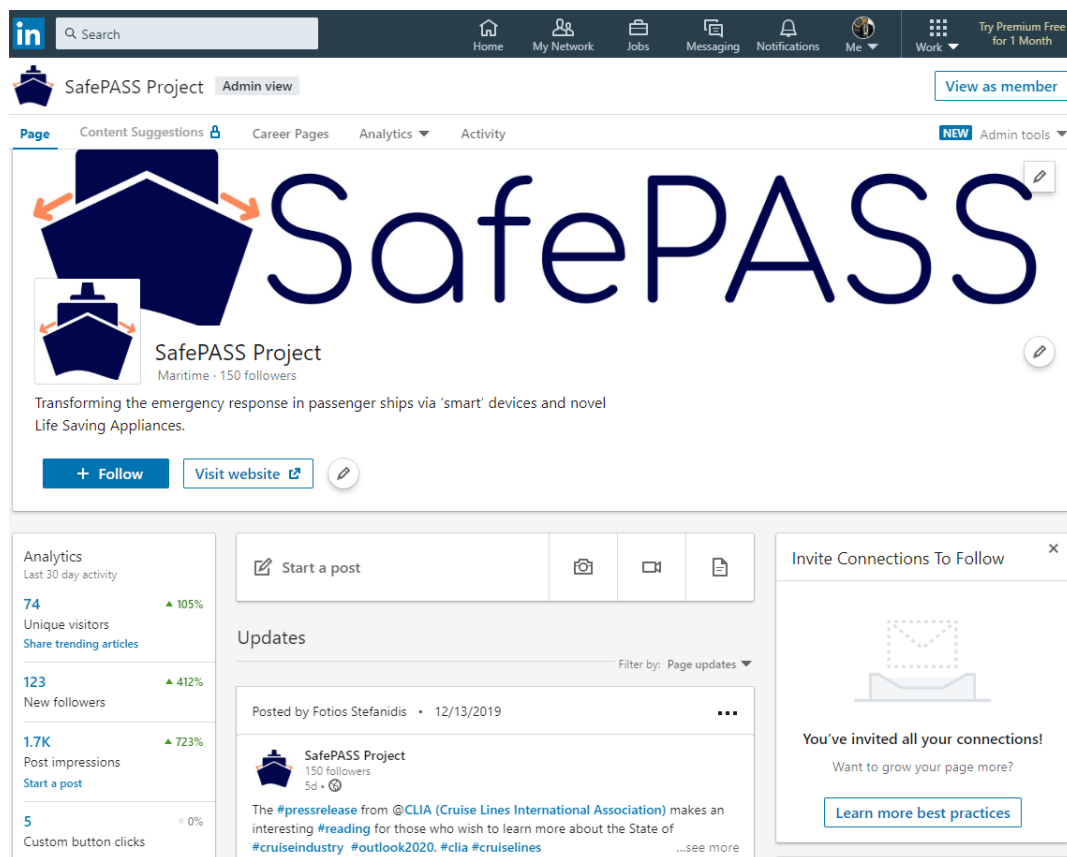 in
Search
Home
My Network
Jobs
Messaging
Notifications
Me
Work
Try Premium Free
for 1 Month
SafePASS Project
Admin view
View as member
Page
Content Suggestions
Career Pages
Analytics
Activity
NEW
Admin tools
SafePASS
SafePASS Project
Maritime · 150 followers
Transforming the emergency response in passenger ships via 'smart' devices and novel
Life Saving Appliances.
+ Follow
Visit website
Analytics
Last 30 day activity
74
105%
Unique visitors
Share trending articles
123
412%
New followers
1.7K
723%
Post impressions
Start a post
5
0%
Custom button clicks
Start a post
Updates
Filter by: Page updates
Posted by Fotios Stefanidis • 12/13/2019
SafePASS Project
150 followers
5d •
The #pressrelease from @CLIA (Cruise Lines International Association) makes an
interesting #reading for those who wish to learn more about the State of
#cruiseindustry #outlook2020. #clia #cruiselines
...see more
Invite Connections To Follow
You've invited all your connections!
Want to grow your page more?
Learn more best practices